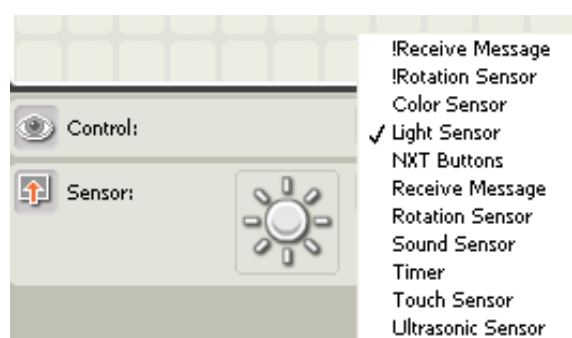 Control:
Sensor:
!Receive Message
!Rotation Sensor
Color Sensor
✓ Light Sensor
NXT Buttons
Receive Message
Rotation Sensor
Sound Sensor
Timer
Touch Sensor
Ultrasonic Sensor